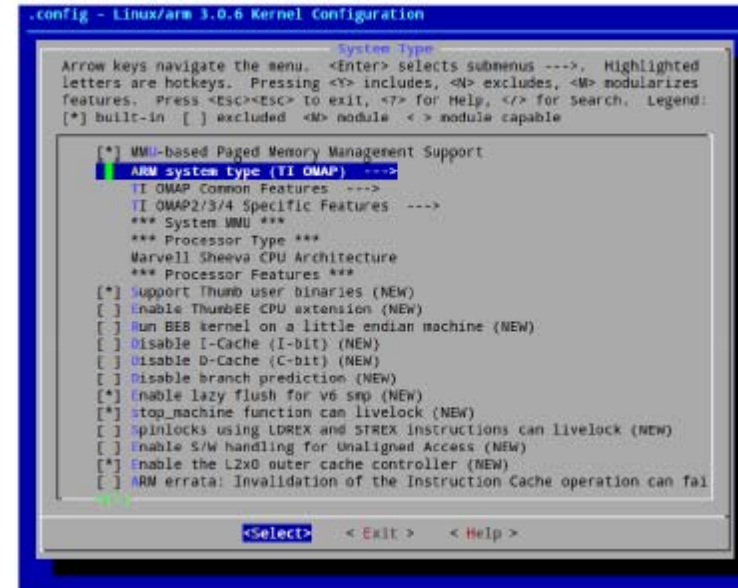 .config - Linux/arm 3.0.6 Kernel Configuration
System Type
Arrow keys navigate the menu. <Enter> selects submenus --->. Highlighted
letters are hotkeys. Pressing <Y> includes, <N> excludes, <M> modularizes
features. Press <Esc><Esc> to exit, <?> for Help, </> for Search. Legend:
[*] built-in [ ] excluded <M> module < > module capable
[*] MMU-based Paged Memory Management Support
ARM system type (TI OMAP) --->
TI OMAP Common Features --->
TI OMAP2/3/4 Specific Features --->
*** System MMU ***
*** Processor Type ***
Marvell Sheeva CPU Architecture
*** Processor Features ***
[*] Support Thumb user binaries (NEW)
[ ] Enable ThumbEE CPU extension (NEW)
[ ] Run BE8 kernel on a little endian machine (NEW)
[ ] Disable I-Cache (I-bit) (NEW)
[ ] Disable D-Cache (C-bit) (NEW)
[ ] Disable branch prediction (NEW)
[*] Enable lazy flush for v6 smp (NEW)
[*] stop_machine function can livelock (NEW)
[ ] Spinlocks using LDREX and STREX instructions can livelock (NEW)
[ ] Enable S/W handling for Unaligned Access (NEW)
[*] Enable the L2x0 outer cache controller (NEW)
[ ] ARM errata: Invalidation of the Instruction Cache operation can fai
<Select> < Exit > < Help >